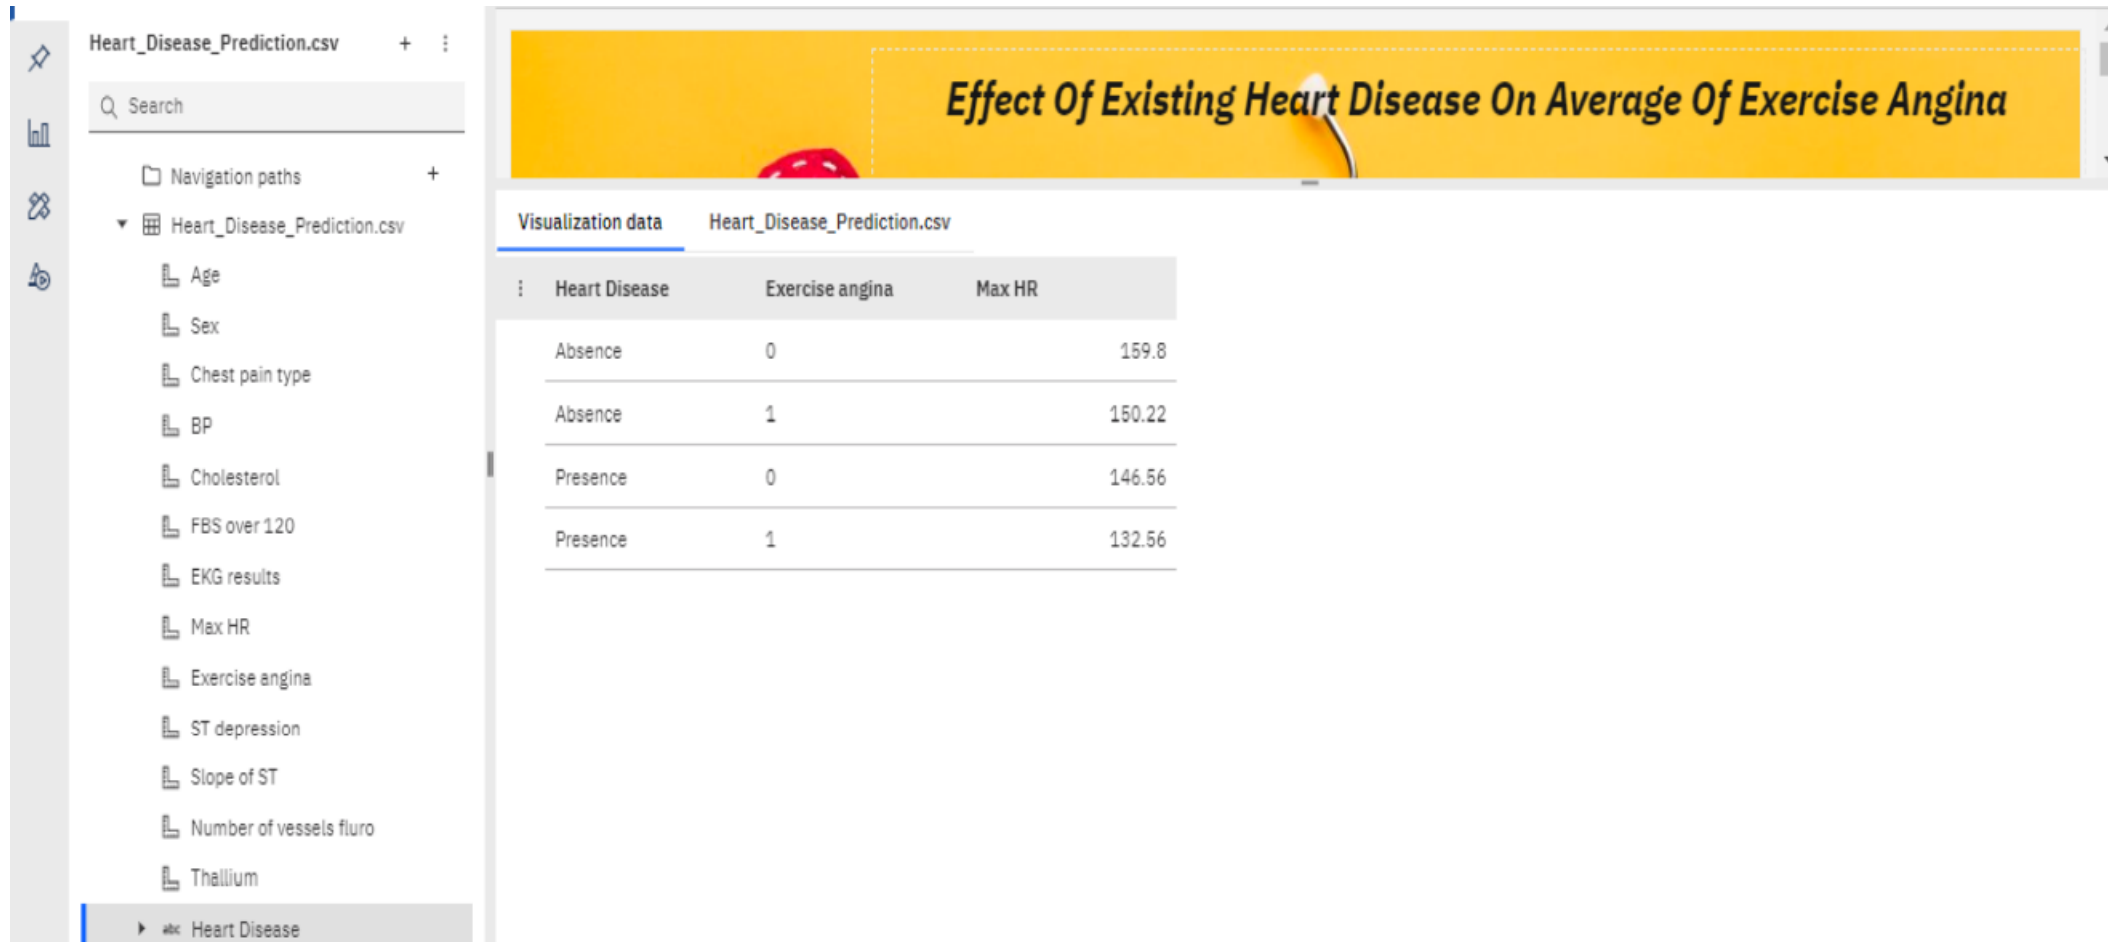 Heart_Disease_Prediction.csv
Search
Navigation paths
Heart_Disease_Prediction.csv
Age
Sex
Chest pain type
BP
Cholesterol
FBS over 120
EKG results
Max HR
Exercise angina
ST depression
Slope of ST
Number of vessels fluro
Thallium
abc Heart Disease
Effect Of Existing Heart Disease On Average Of Exercise Angina
Visualization data Heart_Disease_Prediction.csv
Heart Disease Exercise angina Max HR
Absence 0 159.8
Absence 1 150.22
Presence 0 146.56
Presence 1 132.56